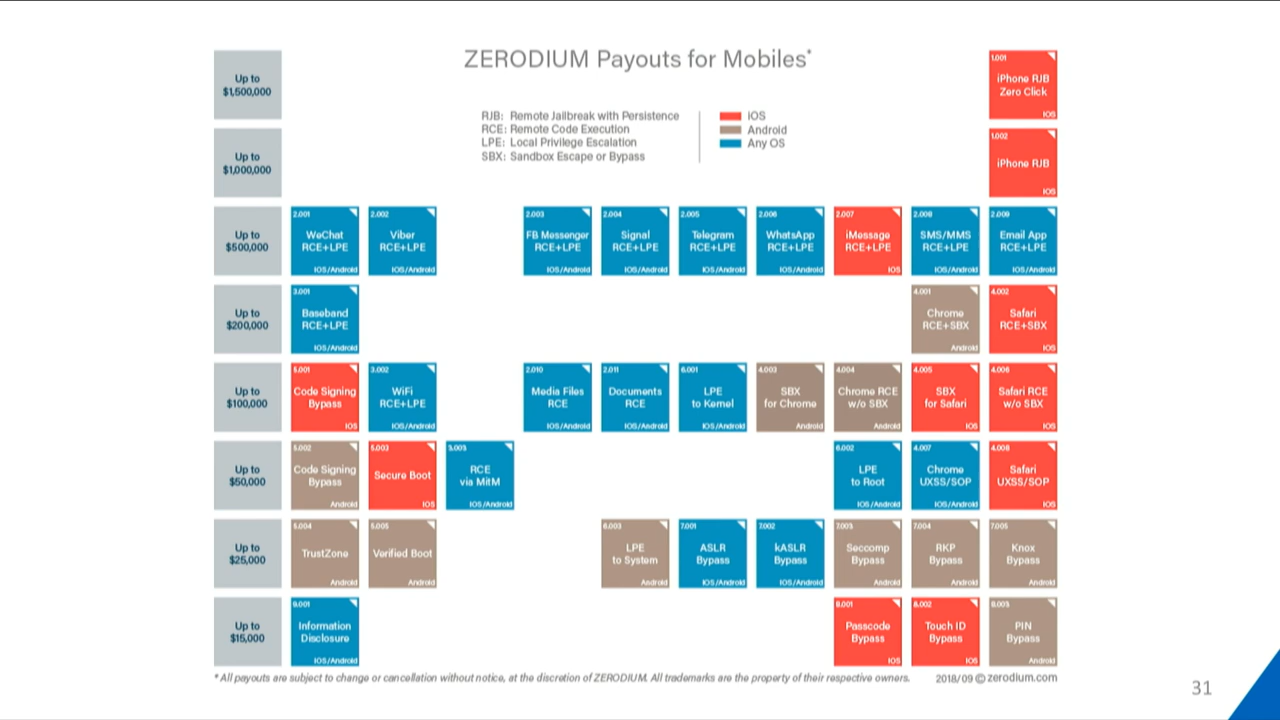 ZERODIUM Payouts for Mobiles*
RJB: Remote Jailbreak with Persistence
RCE: Remote Code Execution
LPE: Local Privilege Escalation
SBX: Sandbox Escape or Bypass
iOS
Android
Any OS
Up to
$1,500,000
1.001
iPhone RJB
Zero Click
iOS
Up to
$1,000,000
1.002
iPhone RJB
iOS
Up to
$500,000
2.001
WeChat
RCE+LPE
iOS/Android
2.002
Viber
RCE+LPE
iOS/Android
2.003
FB Messenger
RCE+LPE
iOS/Android
2.004
Signal
RCE+LPE
iOS/Android
2.005
Telegram
RCE+LPE
iOS/Android
2.006
WhatsApp
RCE+LPE
iOS/Android
2.007
iMessage
RCE+LPE
iOS
2.008
SMS/MMS
RCE+LPE
iOS/Android
2.009
Email App
RCE+LPE
iOS/Android
Up to
$200,000
3.001
Baseband
RCE+LPE
iOS/Android
4.001
Chrome
RCE+SBX
Android
4.002
Safari
RCE+SBX
iOS
Up to
$100,000
5.001
Code Signing
Bypass
iOS
3.002
WiFi
RCE+LPE
iOS/Android
2.010
Media Files
RCE
iOS/Android
2.011
Documents
RCE
iOS/Android
6.001
LPE
to Kernel
iOS/Android
4.003
SBX
for Chrome
Android
4.004
Chrome RCE
w/o SBX
Android
4.005
SBX
for Safari
iOS
4.006
Safari RCE
w/o SBX
iOS
Up to
$50,000
5.002
Code Signing
Bypass
Android
5.003
Secure Boot
iOS
3.003
RCE
via MitM
iOS/Android
6.002
LPE
to Root
iOS/Android
4.007
Chrome
UXSS/SOP
iOS/Android
4.008
Safari
UXSS/SOP
iOS
Up to
$25,000
5.004
TrustZone
Android
5.005
Verified Boot
Android
6.003
LPE
to System
Android
7.001
ASLR
Bypass
iOS/Android
7.002
kASLR
Bypass
iOS/Android
7.003
Seccomp
Bypass
Android
7.004
RKP
Bypass
Android
7.005
Knox
Bypass
Android
Up to
$15,000
9.001
Information
Disclosure
iOS/Android
8.001
Passcode
Bypass
iOS
8.002
Touch ID
Bypass
iOS
8.003
PIN
Bypass
Android
* All payouts are subject to change or cancellation without notice, at the discretion of ZERODIUM. All trademarks are the property of their respective owners.
2018/09 © zerodium.com
31